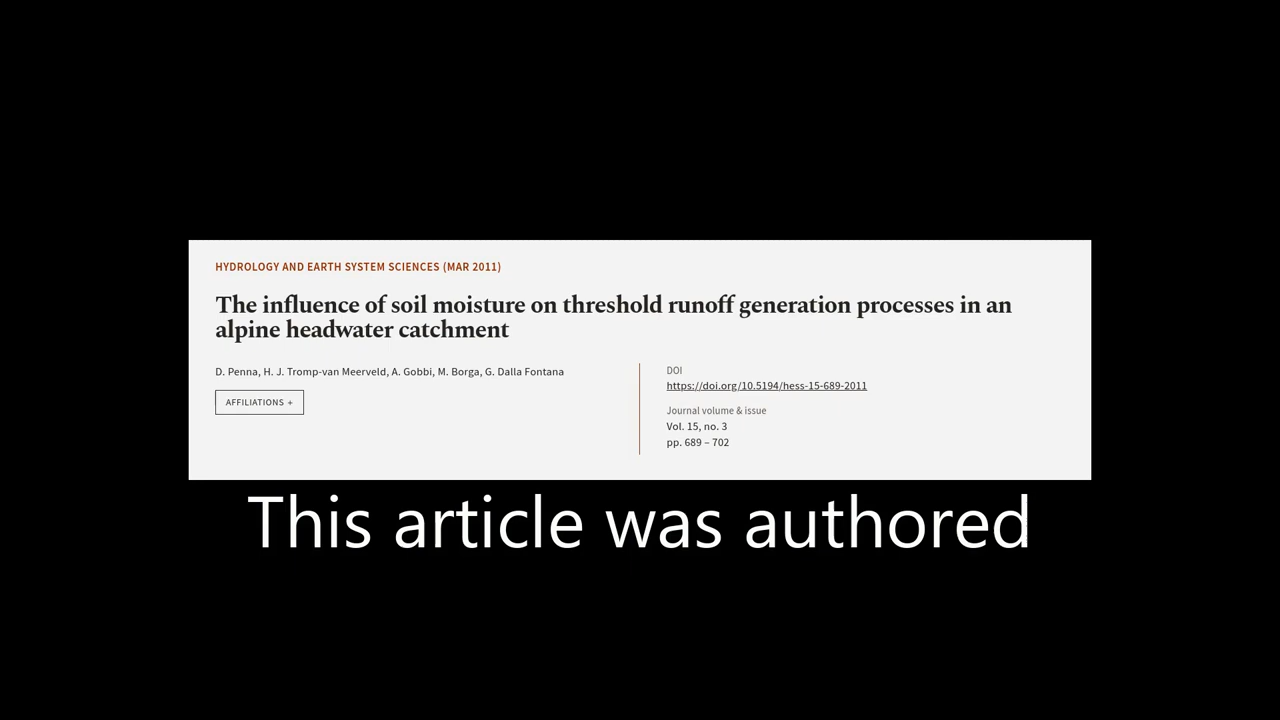 HYDROLOGY AND EARTH SYSTEM SCIENCES (MAR 2011)
The influence of soil moisture on threshold runoff generation processes in an
alpine headwater catchment
D. Penna, H. J. Tromp-van Meerveld, A. Gobbi, M. Borga, G. Dalla Fontana
AFFILIATIONS +
DOI
https://doi.org/10.5194/hess-15-689-2011
Journal volume & issue
Vol. 15, no. 3
pp. 689 – 702
This article was authored